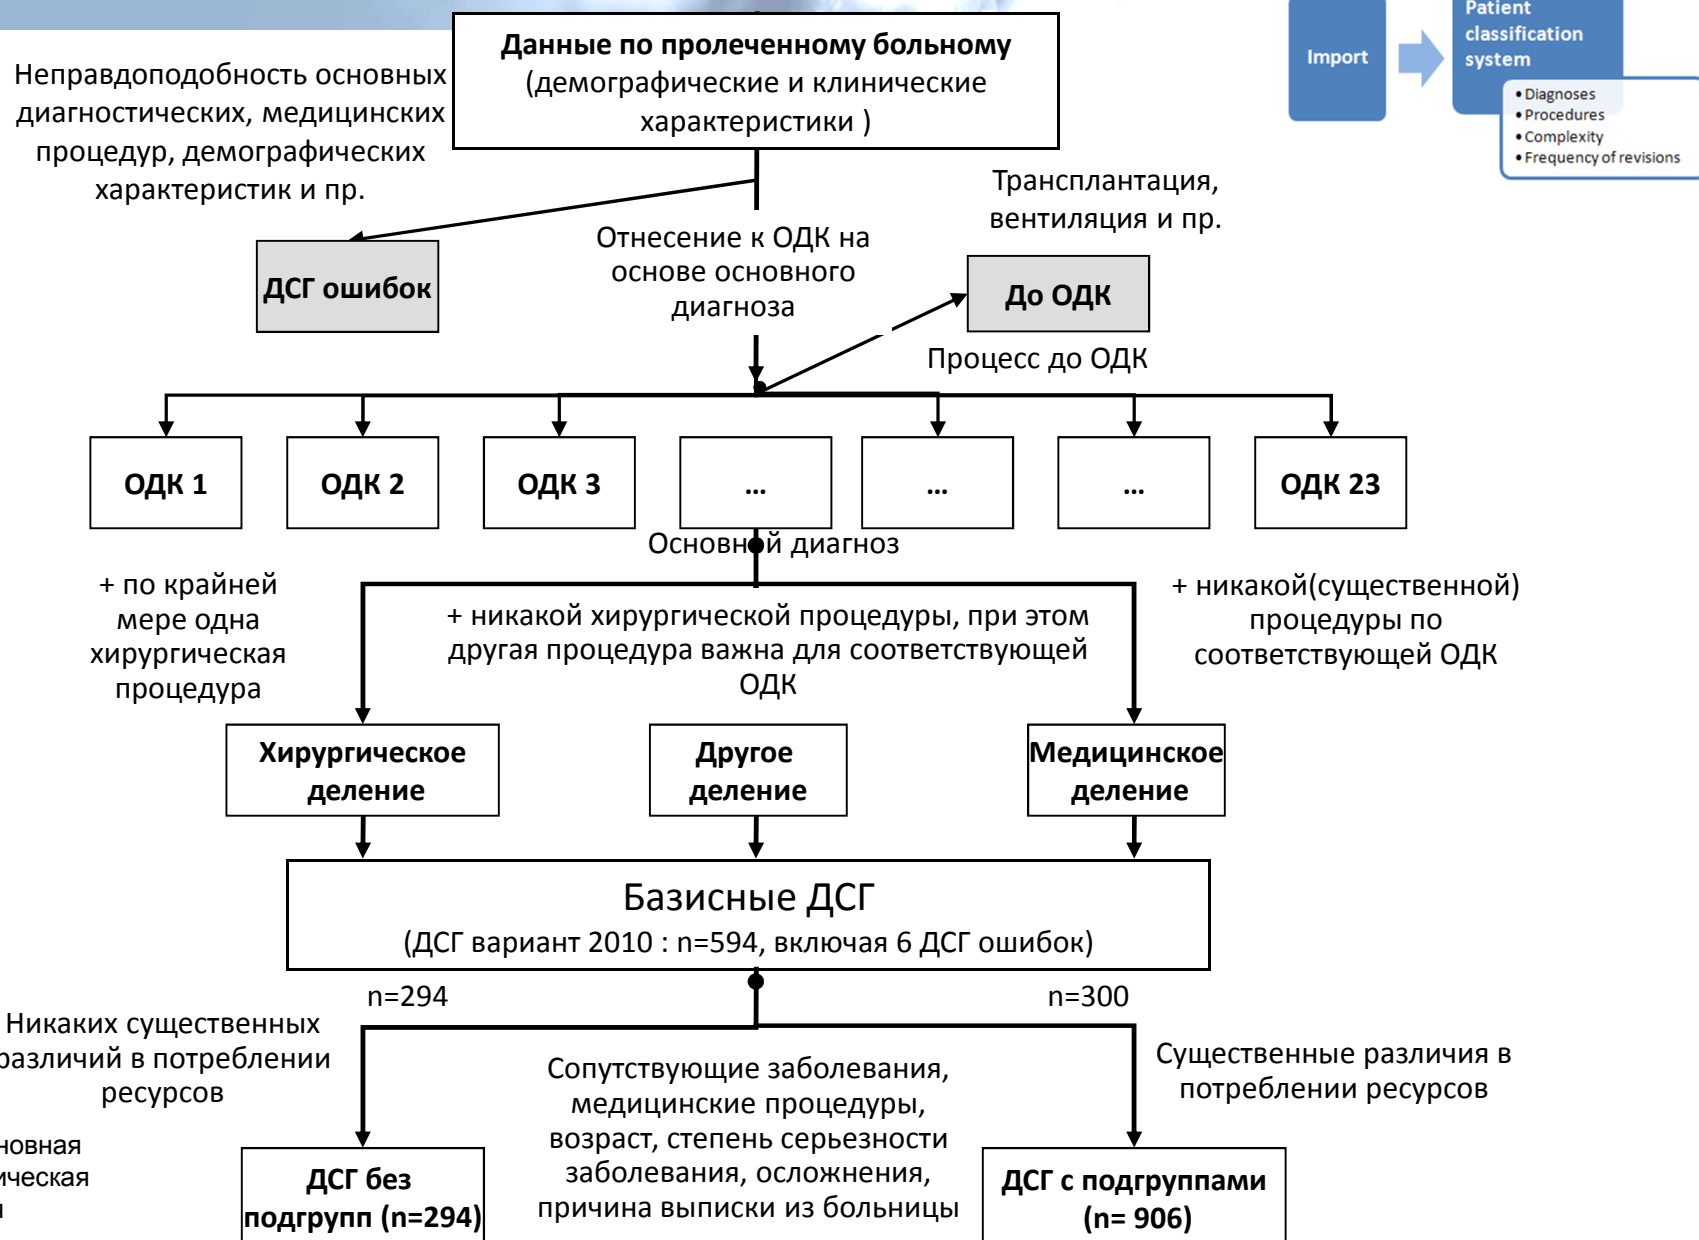 Данные по пролеченному больному
(демографические и клинические
характеристики )
Import
Patient
classification
system
• Diagnoses
• Procedures
• Complexity
• Frequency of revisions
Неправдоподобность основных
диагностических, медицинских
процедур, демографических
характеристик и пр.
Трансплантация,
вентиляция и пр.
ДСГ ошибок
Отнесение к ОДК на
основе основного
диагноза
До ОДК
Процесс до ОДК
ОДК 1
ОДК 2
ОДК 3
...
...
...
ОДК 23
Основной диагноз
+ по крайней
мере одна
хирургическая
процедура
+ никакой хирургической процедуры, при этом
другая процедура важна для соответствующей
ОДК
+ никакой(существенной)
процедуры по
соответствующей ОДК
Хирургическое
деление
Другое
деление
Медицинское
деление
Базисные ДСГ
(ДСГ вариант 2010 : n=594, включая 6 ДСГ ошибок)
n=294
n=300
Никаких существенных
различий в потреблении
ресурсов
Сопутствующие заболевания,
медицинские процедуры,
возраст, степень серьезности
заболевания, осложнения,
причина выписки из больницы
Существенные различия в
потреблении ресурсов
ДСГ без
подгрупп (n=294)
ДСГ с подгруппами
(n= 906)